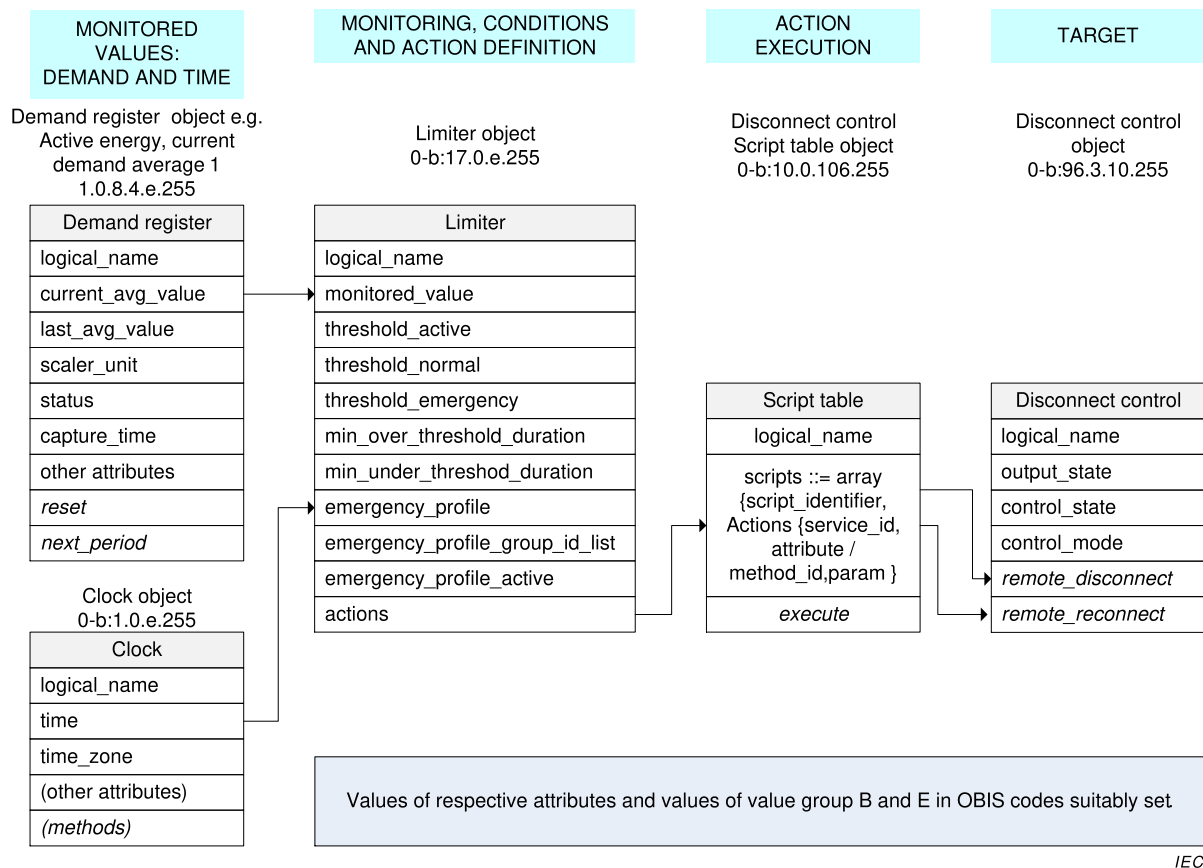 MONITORED
VALUES:
DEMAND AND TIME
MONITORING, CONDITIONS
AND ACTION DEFINITION
ACTION
EXECUTION
TARGET
Demand register object e.g.
Active energy, current
demand average 1
1.0.8.4.e.255
Limiter object
0-b:17.0.e.255
Disconnect control
Script table object
0-b:10.0.106.255
Disconnect control
object
0-b:96.3.10.255
Demand register
logical_name
current_avg_value
last_avg_value
scaler_unit
status
capture_time
other attributes
reset
next_period
Limiter
logical_name
monitored_value
threshold_active
threshold_normal
threshold_emergency
min_over_threshold_duration
min_under_threshod_duration
emergency_profile
emergency_profile_group_id_list
emergency_profile_active
actions
Script table
logical_name
scripts ::= array
{script_identifier,
Actions {service_id,
attribute /
method_id,param }
execute
Disconnect control
logical_name
output_state
control_state
control_mode
remote_disconnect
remote_reconnect
Clock object
0-b:1.0.e.255
Clock
logical_name
time
time_zone
(other attributes)
(methods)
Values of respective attributes and values of value group B and E in OBIS codes suitably set.
IEC